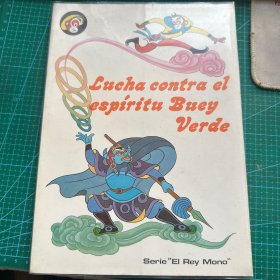 Lucha contra el
espíritu Buey
Verde
Serie "El Rey Mono"